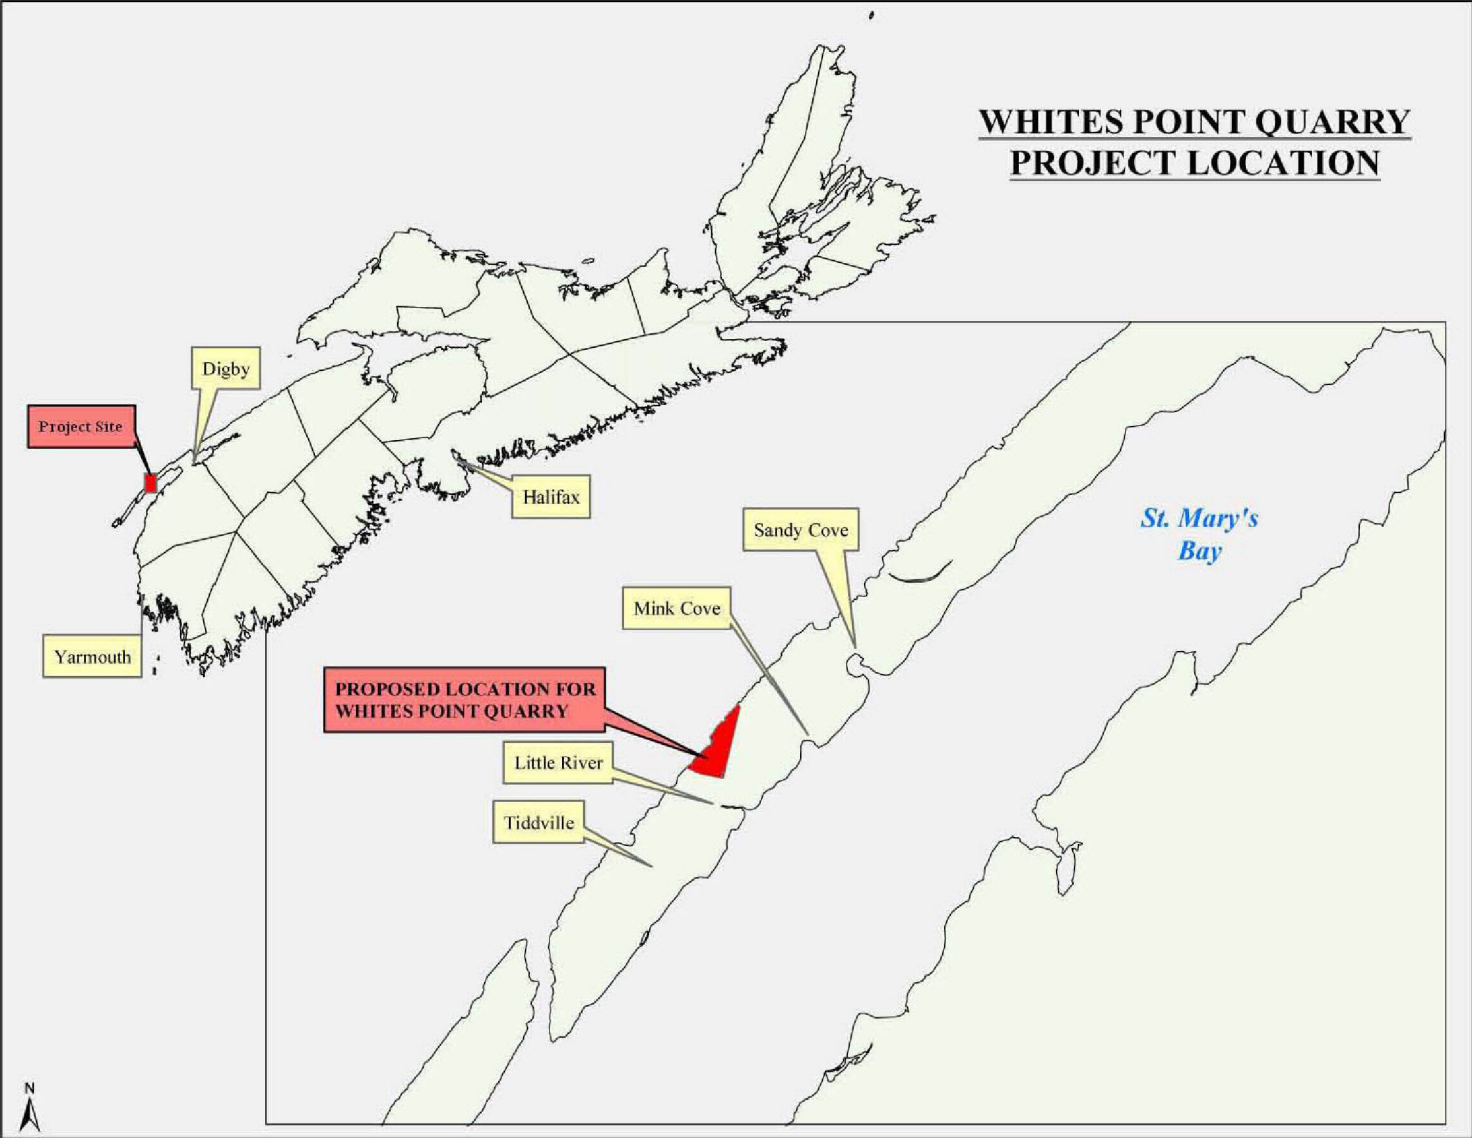 WHITES POINT QUARRY
PROJECT LOCATION
Digby
Project Site
Halifax
Sandy Cove
St. Mary's
Bay
Mink Cove
Yarmouth
PROPOSED LOCATION FOR
WHITES POINT QUARRY
Little River
Tiddville
N